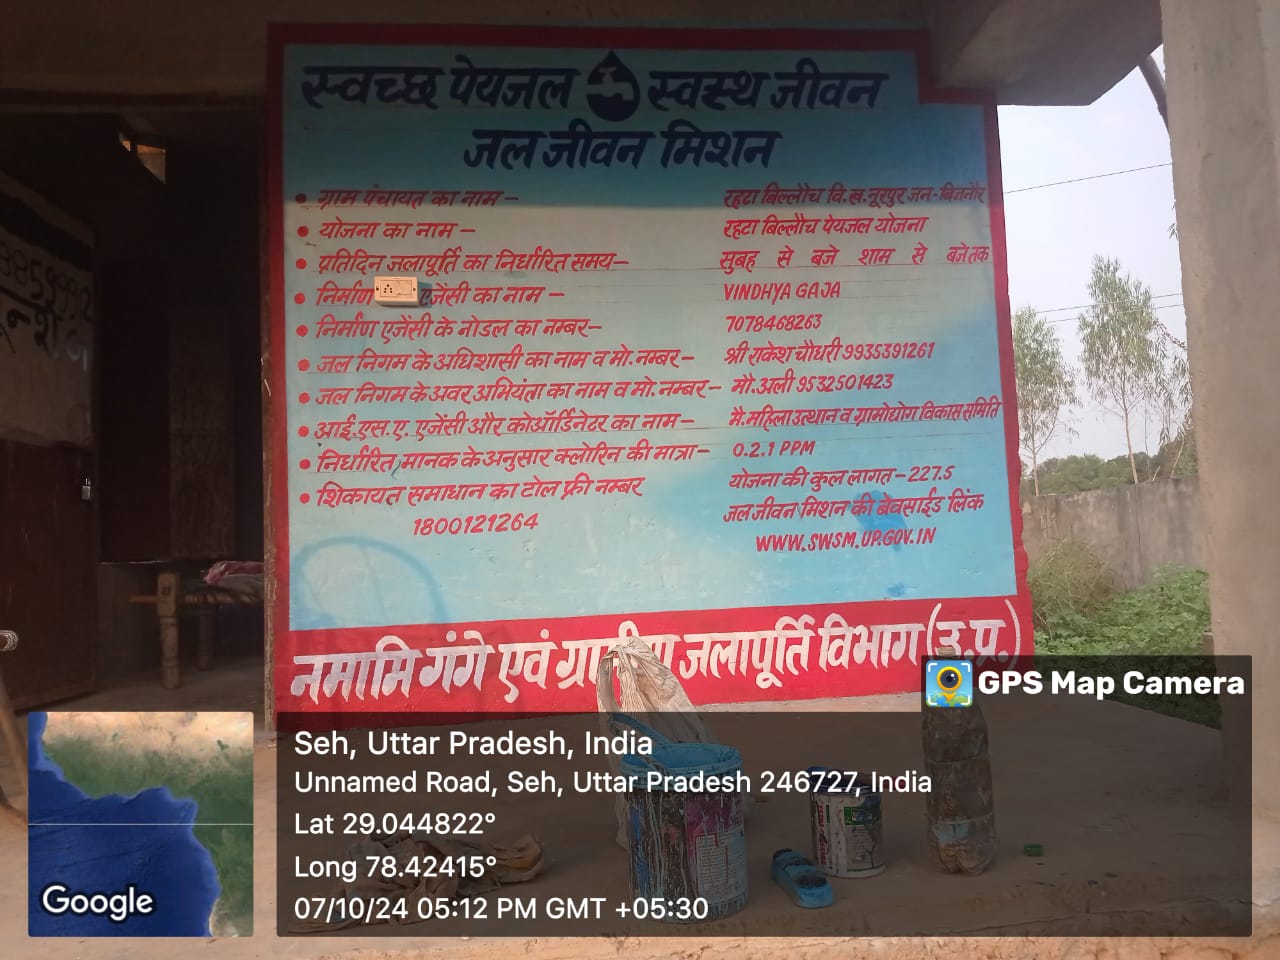 स्वच्छ पेयजल स्वस्थ जीवन
जल जीवन मिशन
• ग्राम पंचायत का नाम – रहटा बिल्लौच वि.ख. नूरपुर जन-बिजनौर
• योजना का नाम – रहटा बिल्लौच पेयजल योजना
• प्रतिदिन जलापूर्ति का निर्धारित समय– सुबह से बजे शाम से बजे तक
• निर्माण एजेंसी का नाम – VINDHYA GAJA
• निर्माण एजेंसी के नोडल का नम्बर– 7078468263
• जल निगम के अधिशासी का नाम व मो. नम्बर– श्री राकेश चौधरी 9935391261
• जल निगम के अवर अभियंता का नाम व मो. नम्बर– मौ. अली 9532501423
• आई.एस.ए. एजेंसी और कोऑर्डिनेटर का नाम– मै. महिला उत्थान व ग्रामोद्योग विकास समिति
• निर्धारित मानक के अनुसार क्लोरिन की मात्रा– 0.2.1 PPM
• शिकायत समाधान का टोल फ्री नम्बर
1800121264
योजना की कुल लागत–227.5
जल जीवन मिशन की बेवसाईड लिंक
WWW.SWSM.UP.GOV.IN
नमामि गंगे एवं ग्रामीण जलापूर्ति विभाग (उ.प्र.)
GPS Map Camera
Seh, Uttar Pradesh, India
Unnamed Road, Seh, Uttar Pradesh 246727, India
Lat 29.044822°
Long 78.42415°
07/10/24 05:12 PM GMT +05:30
Google